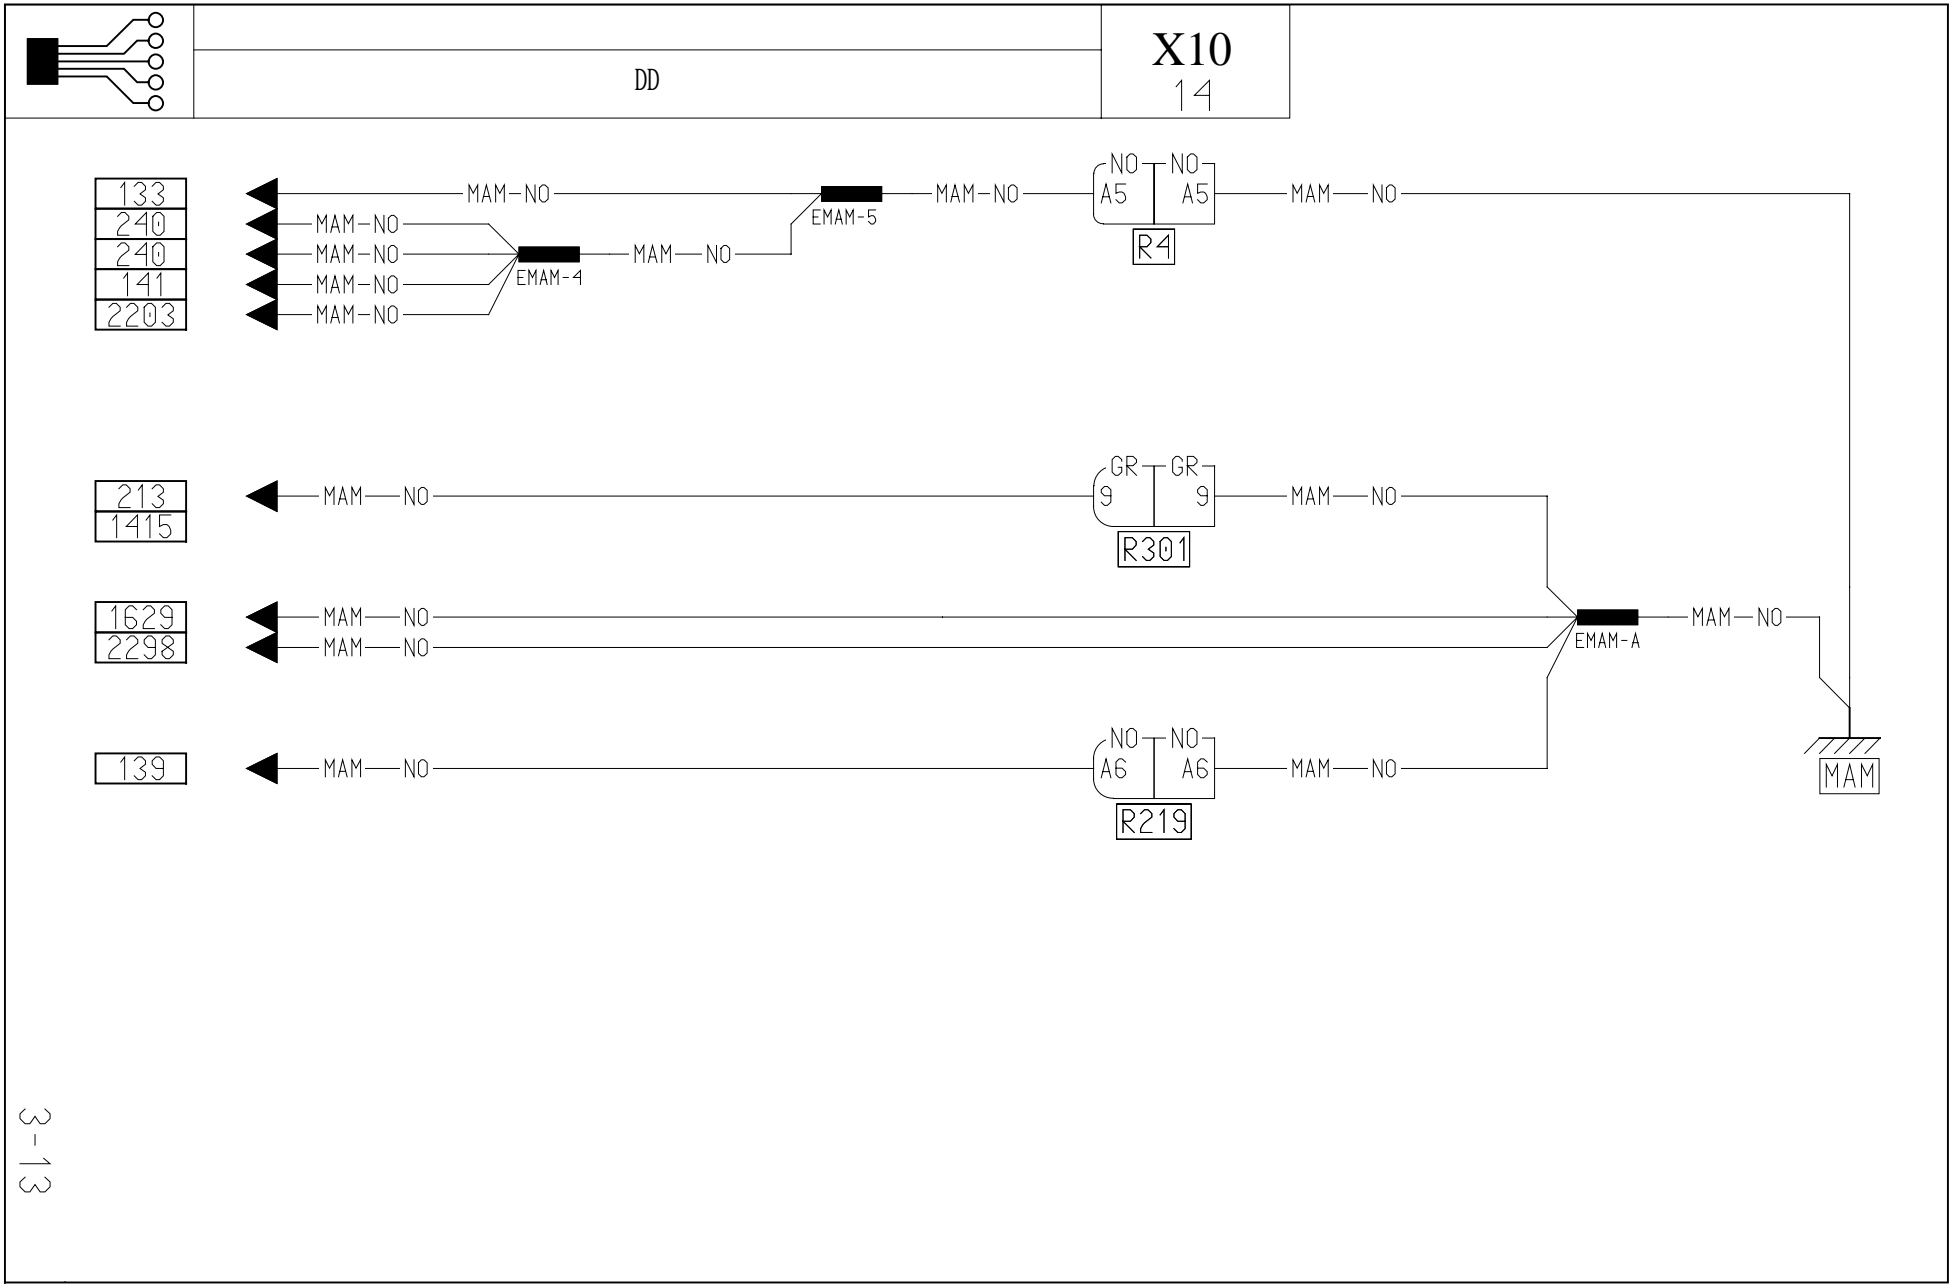 X10
14
DD
133
240
240
141
2203
MAM-NO
MAM-NO
MAM-NO
MAM-NO
MAM-NO
EMAM-4
MAM-NO
EMAM-5
MAM-NO
NO NO
A5 A5
R4
MAM-NO
213
1415
MAM-NO
GR GR
9 9
R301
MAM-NO
1629
2298
MAM-NO
MAM-NO
EMAM-A
MAM-NO
139
MAM-NO
NO NO
A6 A6
R219
MAM-NO
MAM
3-13